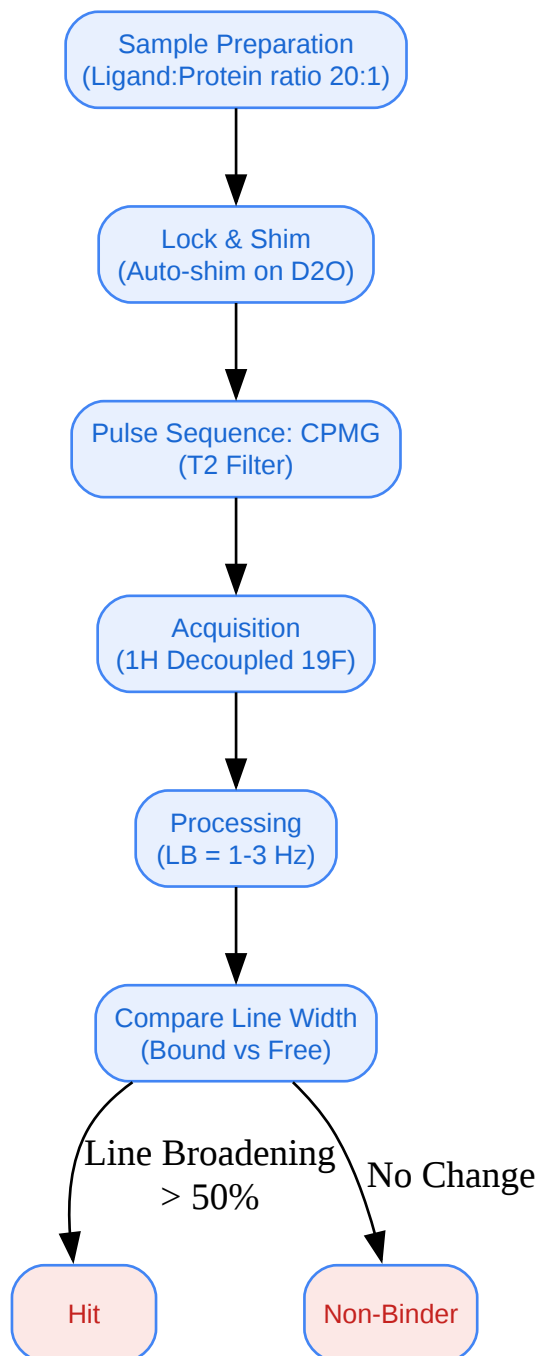 Sample Preparation
(Ligand:Protein ratio 20:1)
Lock & Shim
(Auto-shim on D2O)
Pulse Sequence: CPMG
(T2 Filter)
Acquisition
(1H Decoupled 19F)
Processing
(LB = 1-3 Hz)
Compare Line Width
(Bound vs Free)
Line Broadening
> 50%
No Change
Hit
Non-Binder